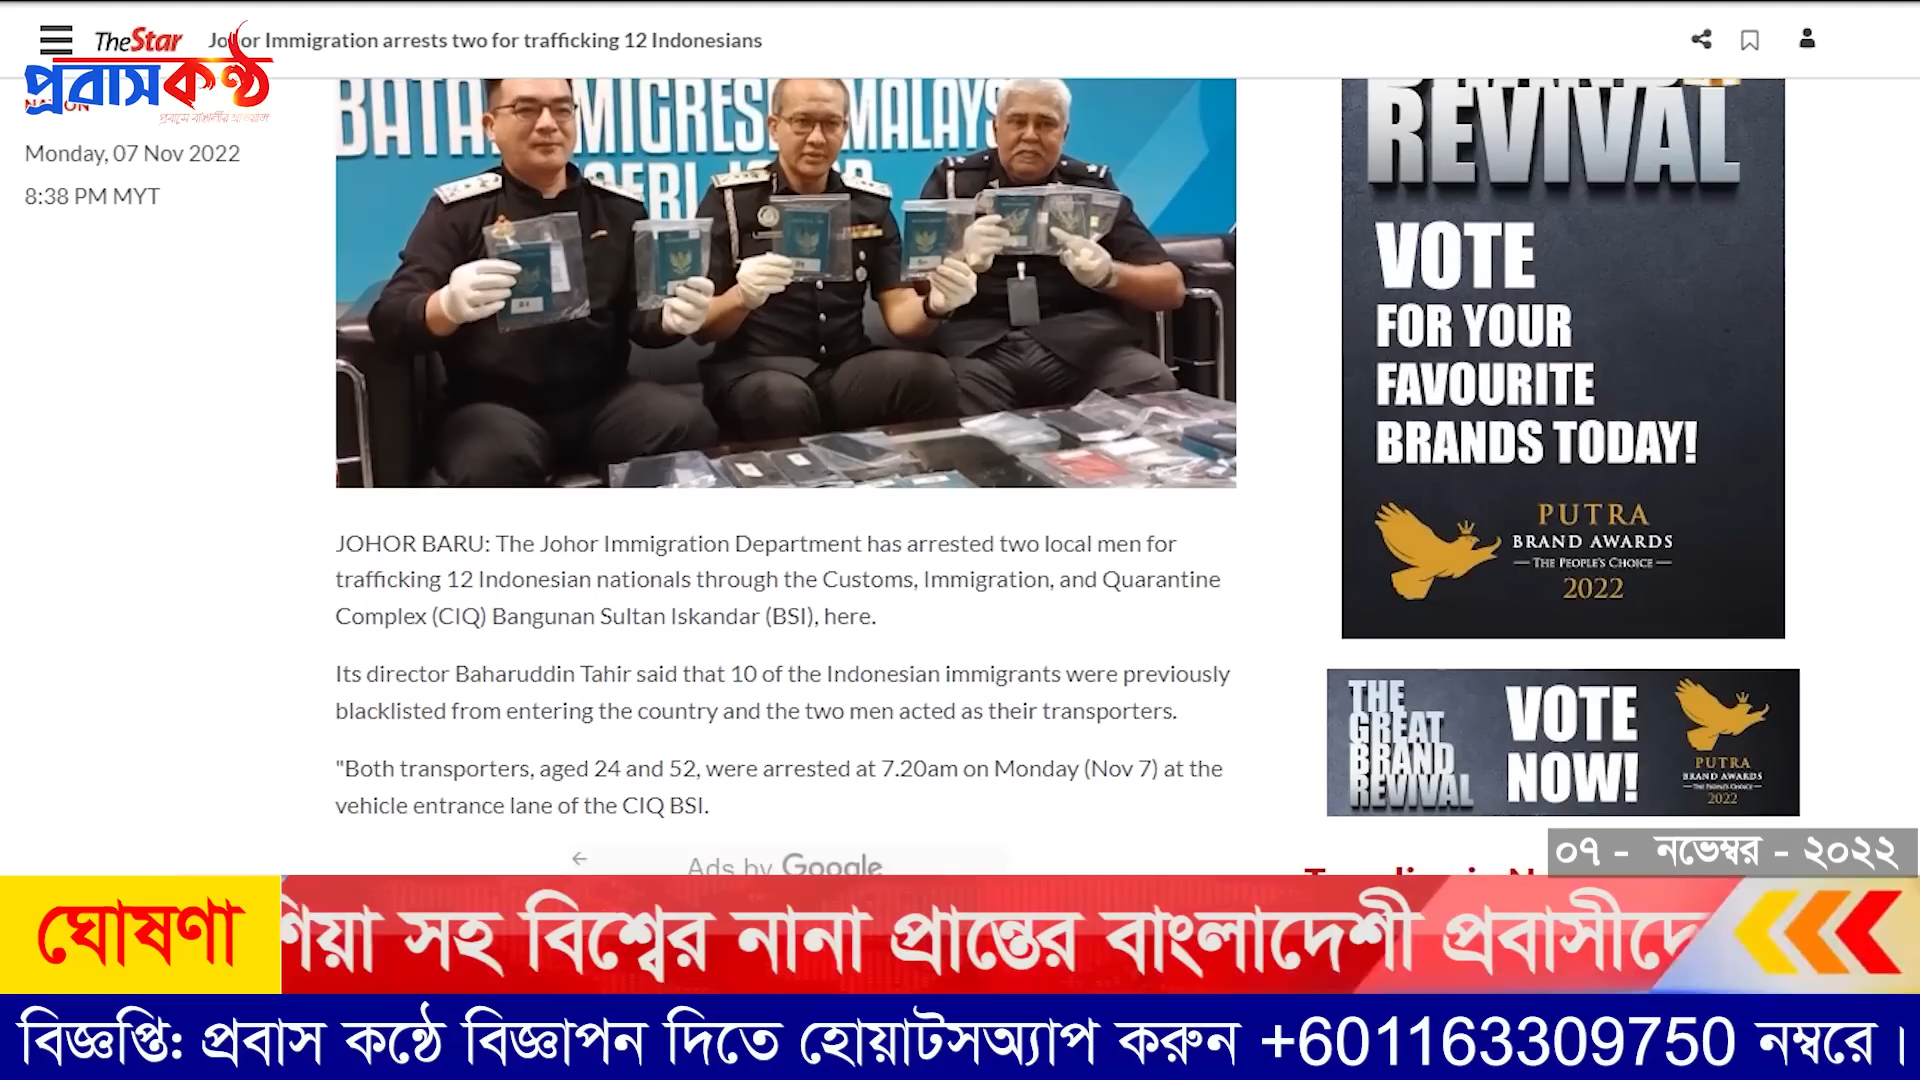 TheStar
Johor Immigration arrests two for trafficking 12 Indonesians
প্রবাস কণ্ঠ
NATION
Monday, 07 Nov 2022
8:38 PM MYT
REVIVAL
VOTE
FOR YOUR
FAVOURITE
BRANDS TODAY!
PUTRA
BRAND AWARDS
THE PEOPLE'S CHOICE
2022
JOHOR BARU: The Johor Immigration Department has arrested two local men for
trafficking 12 Indonesian nationals through the Customs, Immigration, and Quarantine
Complex (CIQ) Bangunan Sultan Iskandar (BSI), here.
Its director Baharuddin Tahir said that 10 of the Indonesian immigrants were previously
blacklisted from entering the country and the two men acted as their transporters.
"Both transporters, aged 24 and 52, were arrested at 7.20am on Monday (Nov 7) at the
vehicle entrance lane of the CIQ BSI.
Ads by Google
THE
GREAT
BRAND
REVIVAL
VOTE
NOW!
PUTRA
BRAND AWARDS
THE PEOPLE'S CHOICE
2022
০৭ - নভেম্বর - ২০২২
ঘোষণা
সহ বিশ্বের নানা প্রান্তের বাংলাদেশী
বিজ্ঞপ্তি: প্রবাস কন্ঠে বিজ্ঞাপন দিতে হোয়াটসঅ্যাপ করুন +601163309750 নম্বরে।